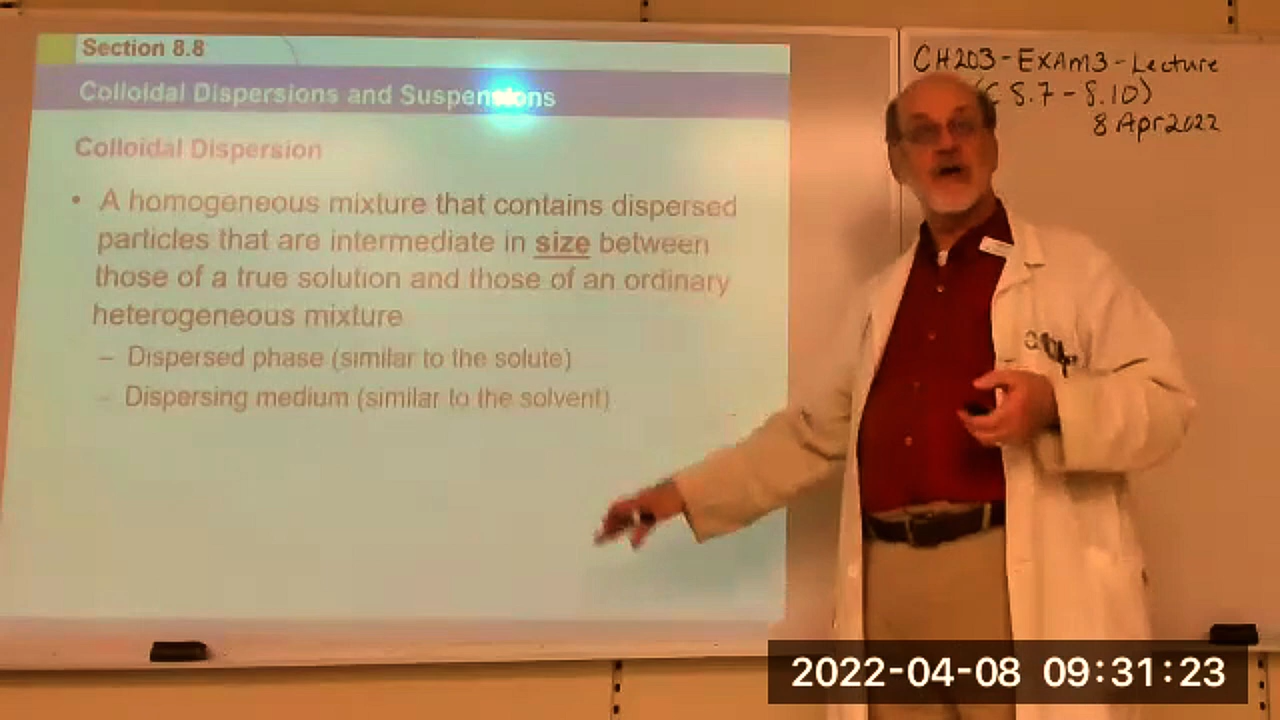 Section 8.8
Colloidal Dispersions and Suspensions
Colloidal Dispersion
• A homogeneous mixture that contains dispersed
particles that are intermediate in size between
those of a true solution and those of an ordinary
heterogeneous mixture
– Dispersed phase (similar to the solute)
– Dispersing medium (similar to the solvent)
CH203-EXAM3-Lecture
8.7-8.10)
8 Apr2022
2022-04-08 09:31:23